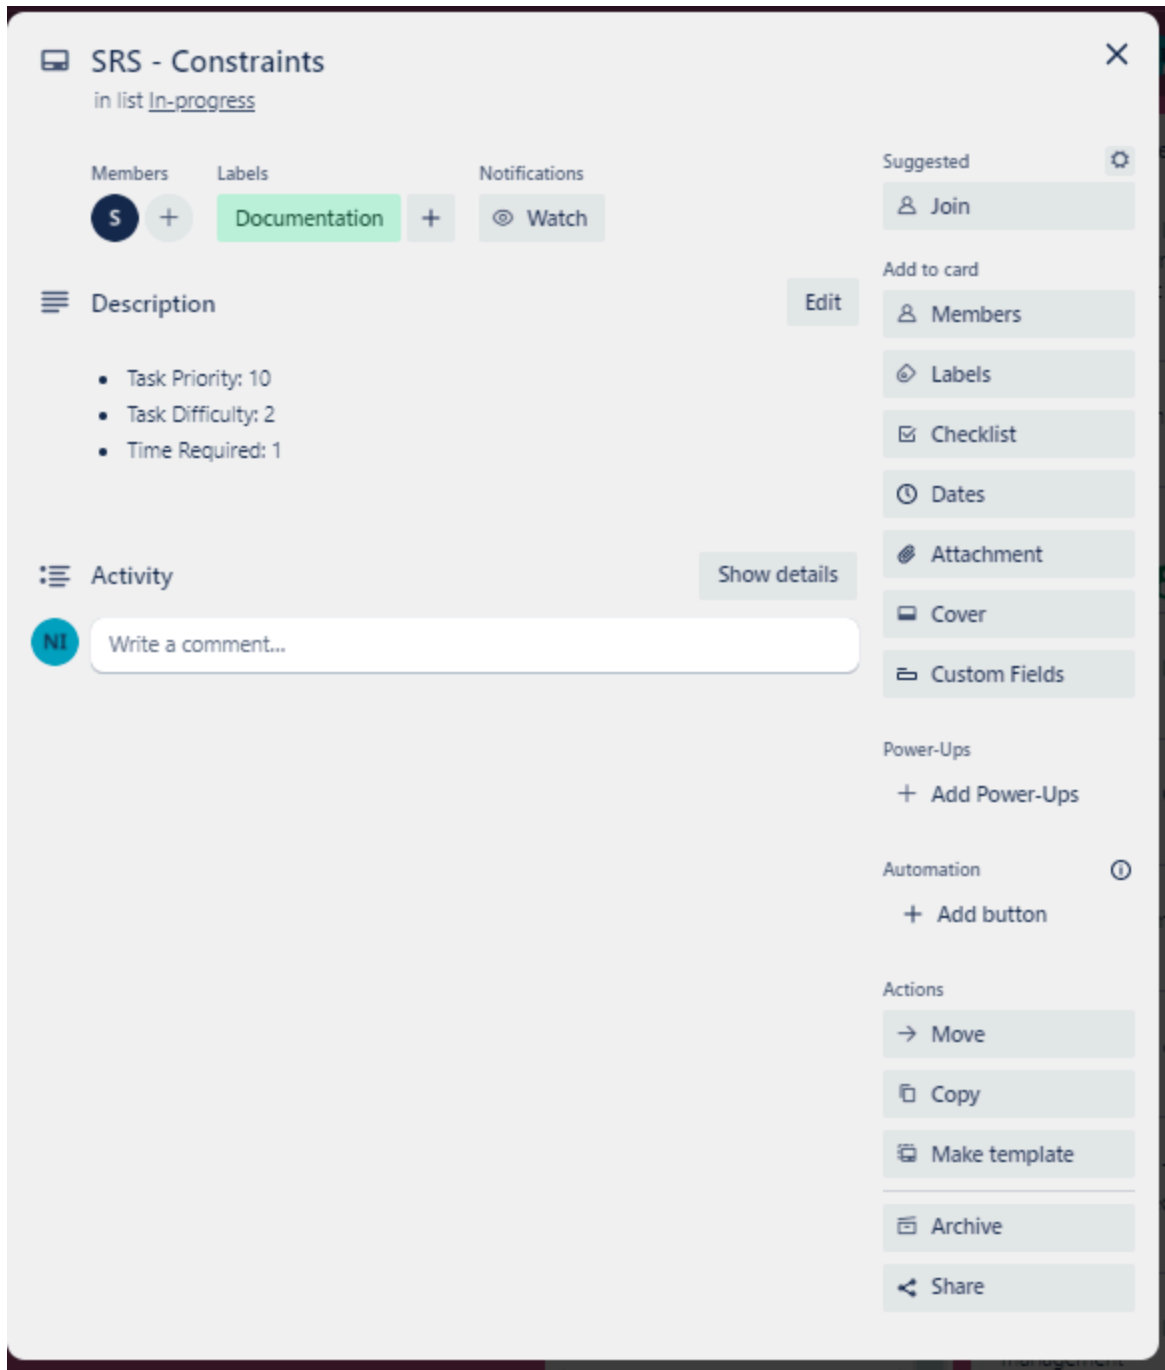 SRS - Constraints
in list In-progress
Members
Labels
Notifications
S
+
Documentation
+
Watch
Description
Edit
• Task Priority: 10
• Task Difficulty: 2
• Time Required: 1
Activity
Show details
NI
Write a comment...
Suggested
Join
Add to card
Members
Labels
Checklist
Dates
Attachment
Cover
Custom Fields
Power-Ups
+ Add Power-Ups
Automation
+ Add button
Actions
Move
Copy
Make template
Archive
Share